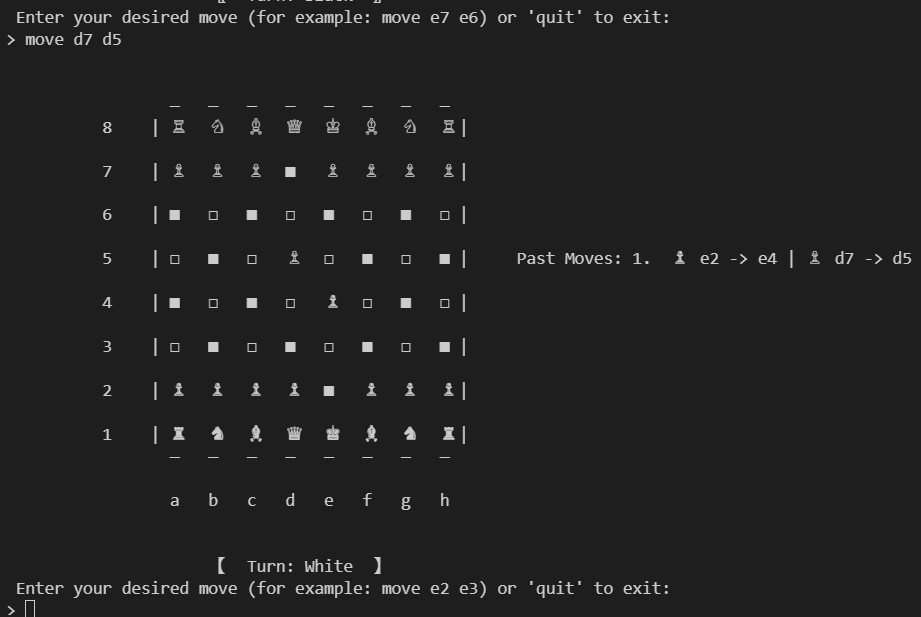 【 Turn: Black 】
Enter your desired move (for example: move e7 e6) or 'quit' to exit:
> move d7 d5
_ _ _ _ _ _ _ _
8 | ♖ ♘ ♗ ♕ ♔ ♗ ♘ ♖ |
7 | ♙ ♙ ♙ ■ ♙ ♙ ♙ ♙ |
6 | ■ □ ■ □ ■ □ ■ □ |
5 | □ ■ □ ♙ □ ■ □ ■ | Past Moves: 1. ♟ e2 -> e4 | ♙ d7 -> d5
4 | ■ □ ■ □ ♟ □ ■ □ |
3 | □ ■ □ ■ □ ■ □ ■ |
2 | ♟ ♟ ♟ ♟ ■ ♟ ♟ ♟ |
1 | ♜ ♞ ♝ ♛ ♚ ♝ ♞ ♜ |
_ _ _ _ _ _ _ _
a b c d e f g h
【 Turn: White 】
Enter your desired move (for example: move e2 e3) or 'quit' to exit:
>